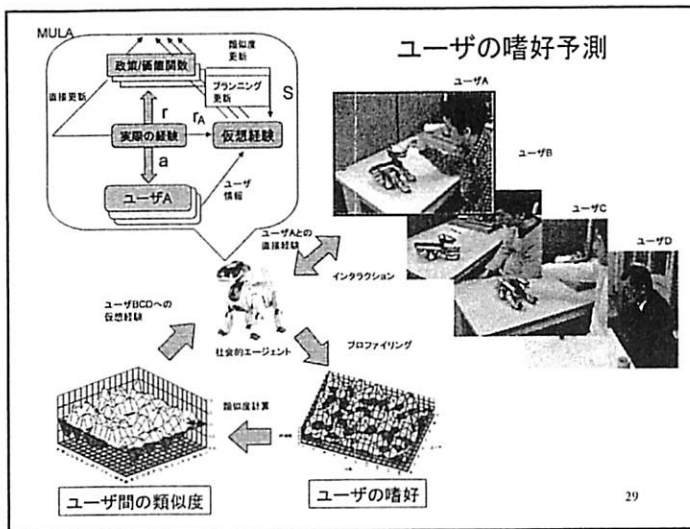 MULA
ユーザの嗜好予測
類似度
更新
政策/価値関数
プランニング
更新
S
直接更新
r
rA
実際の経験
仮想経験
a
ユーザA
ユーザ
情報
ユーザA
ユーザB
ユーザC
ユーザD
ユーザAとの
直接経験
インタラクション
ユーザBCDへの
仮想経験
社会的エージェント
プロファイリング
類似度計算
ユーザ間の類似度
ユーザの嗜好
29